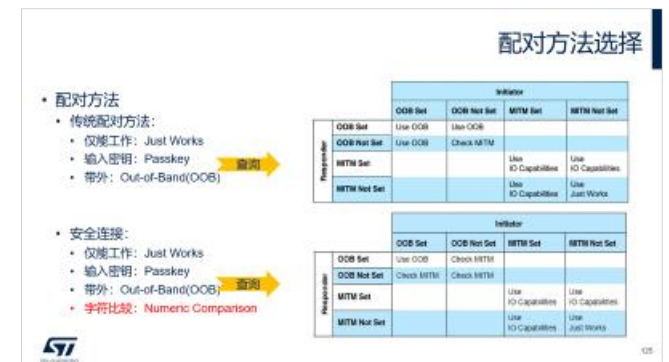 配对方法选择
• 配对方法
• 传统配对方法：
• 仅能工作：Just Works
• 输入密钥：Passkey
• 带外：Out-of-Band(OOB)
查询
Initiator
OOB Set OOB Not Set MITM Set MITM Not Set
Responder
OOB Set Use OOB Use OOB
OOB Not Set Use OOB Check MITM
MITM Set Use IO Capabilities Use IO Capabilities
MITM Not Set Use IO Capabilities Use Just Works
• 安全连接：
• 仅能工作：Just Works
• 输入密钥：Passkey
• 带外：Out-of-Band(OOB)
• 字符比较：Numeric Comparison
查询
Initiator
OOB Set OOB Not Set MITM Set MITM Not Set
Responder
OOB Set Use OOB Check MITM
OOB Not Set Check MITM Check MITM
MITM Set Use IO Capabilities Use IO Capabilities
MITM Not Set Use IO Capabilities Use Just Works
ST